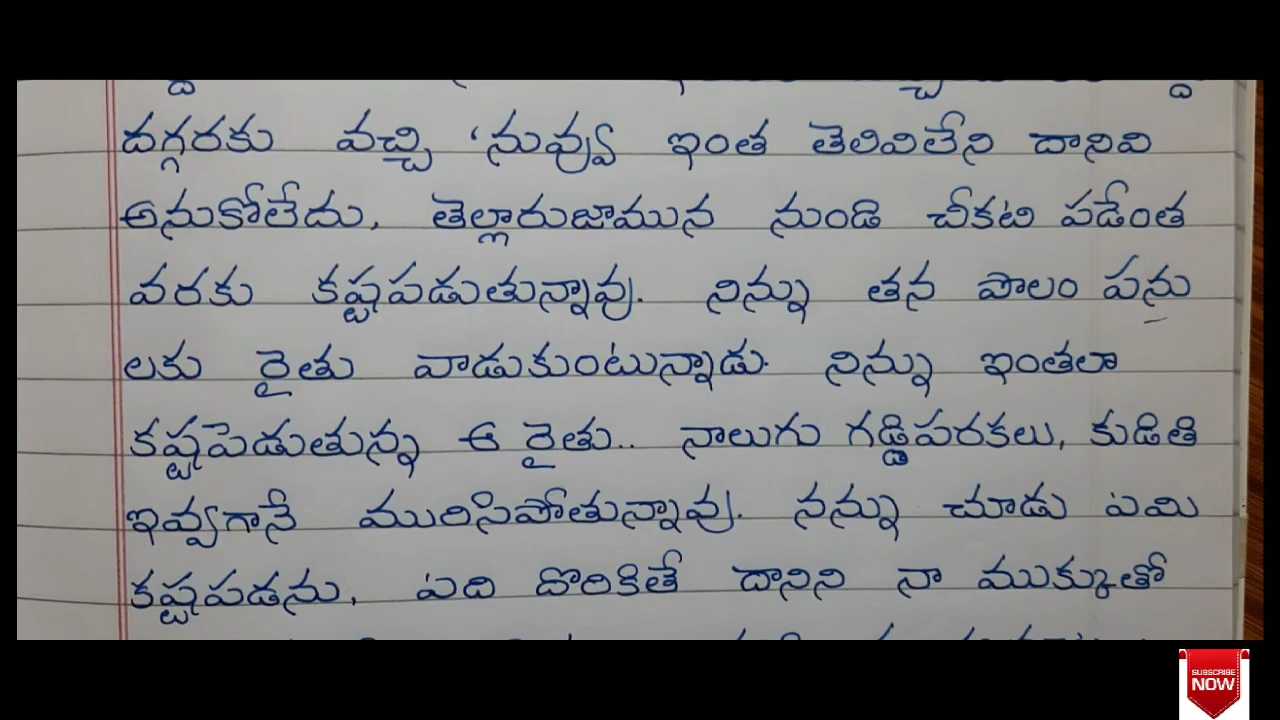 దగ్గరకు వచ్చి 'నువ్వు ఇంత తెలివిలేని దానివి
అనుకోలేదు, తెల్లారుజామున నుండి చీకటి పడేంత
వరకు కష్టపడుతున్నావు. నిన్ను తన పొలం పను
లకు రైతు వాడుకుంటున్నాడు. నిన్ను ఇంతలా
కష్టపెడుతున్న ఆ రైతు.. నాలుగు గడ్డిపరకలు, కుడితి
ఇవ్వగానే మురిసిపోతున్నావు. నన్ను చూడు ఏమి
కష్టపడను, ఏది దొరికితే దానిని నా ముక్కుతో
SUBSCRIBE
NOW